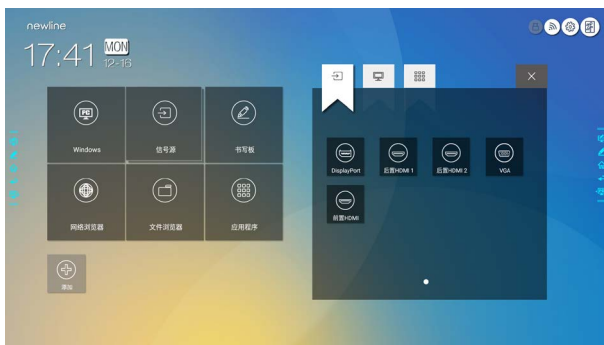 newline
17:41 MON
12-16
PC
Windows
信号源
书写板
网络浏览器
文件浏览器
应用程序
添加
DisplayPort
后置HDMI 1
后置HDMI 2
VGA
前置HDMI